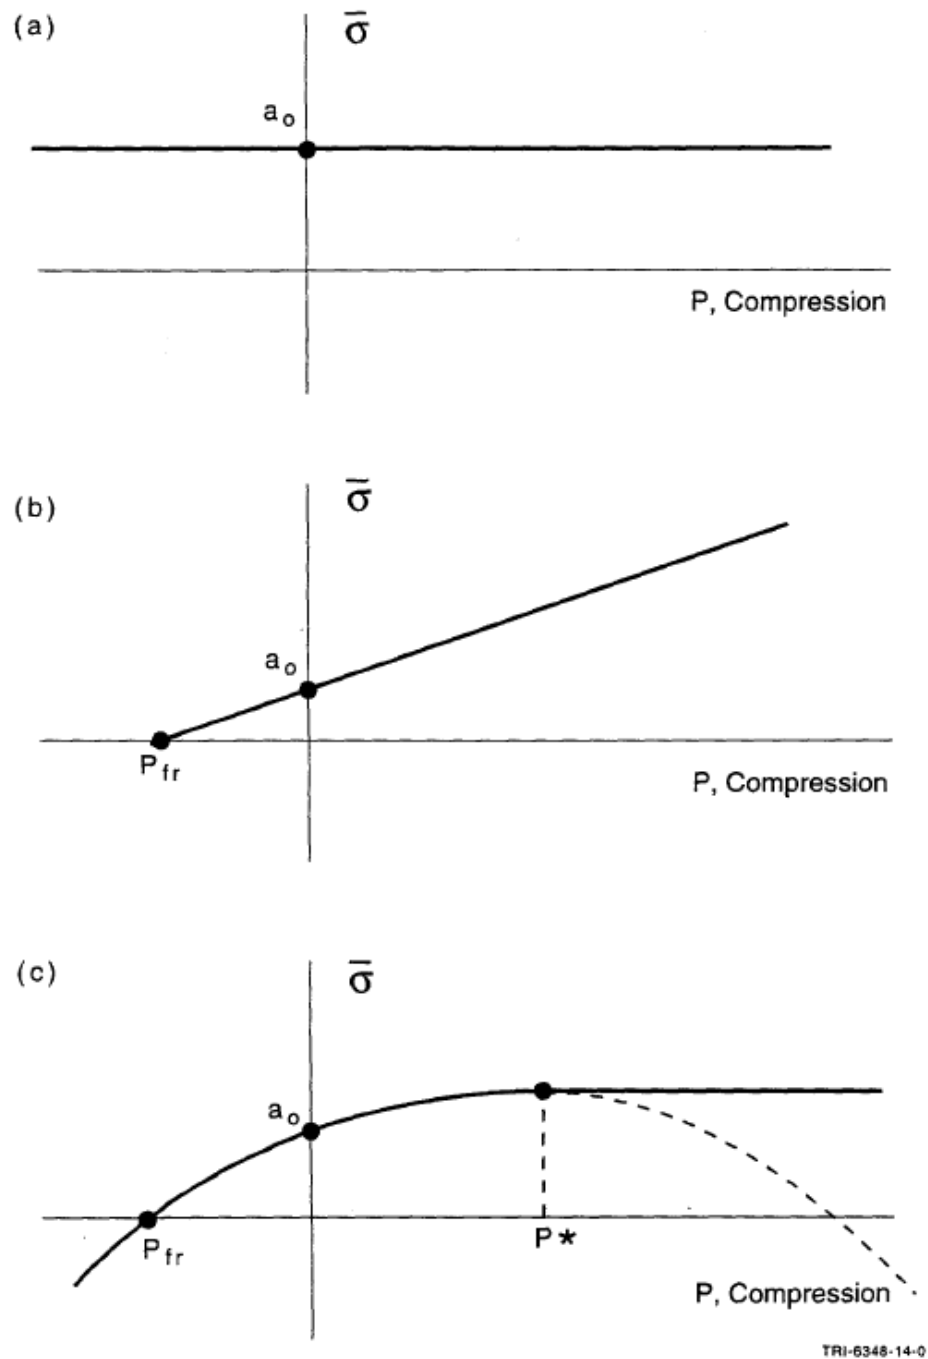 (a)
σ̄
a₀
P, Compression
(b)
σ̄
a₀
P_fr
P, Compression
(c)
σ̄
a₀
P_fr
P*
P, Compression
TRI-6348-14-0